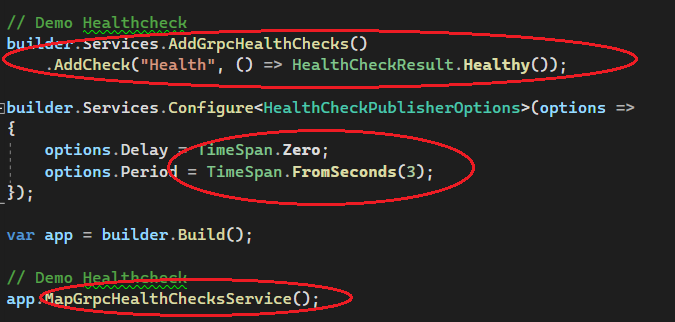 // Demo Healthcheck
builder.Services.AddGrpcHealthChecks()
.AddCheck("Health", () => HealthCheckResult.Healthy());
builder.Services.Configure<HealthCheckPublisherOptions>(options =>
{
options.Delay = TimeSpan.Zero;
options.Period = TimeSpan.FromSeconds(3);
});
var app = builder.Build();
// Demo Healthcheck
app.MapGrpcHealthChecksService();